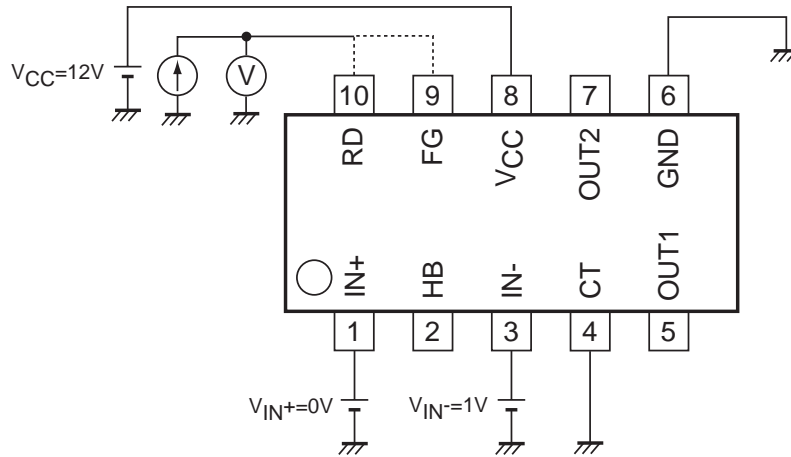 VCC=12V
V
10 9 8 7 6
RD FG VCC OUT2 GND
IN+ HB IN- CT OUT1
1 2 3 4 5
VIN+=0V VIN-=1V